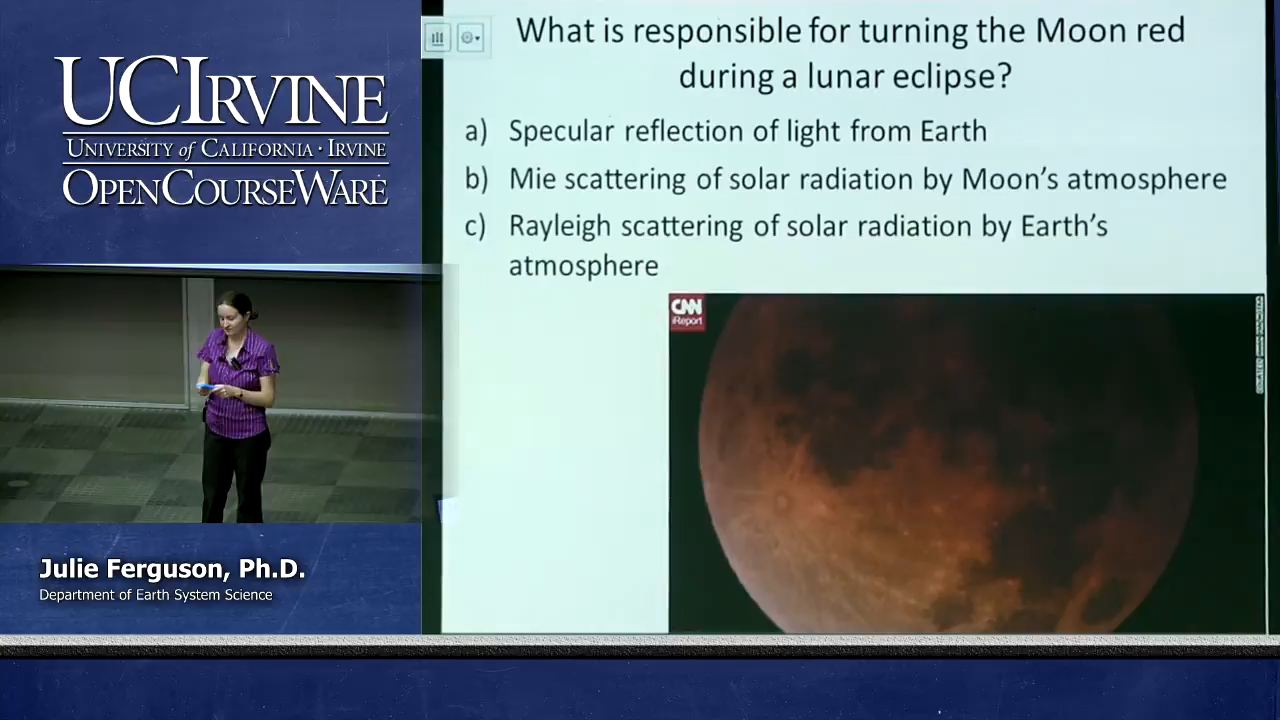 UCIRVINE
UNIVERSITY of CALIFORNIA · IRVINE
OPENCOURSEWARE
What is responsible for turning the Moon red
during a lunar eclipse?
a) Specular reflection of light from Earth
b) Mie scattering of solar radiation by Moon's atmosphere
c) Rayleigh scattering of solar radiation by Earth's
atmosphere
CNN
iReport
Julie Ferguson, Ph.D.
Department of Earth System Science